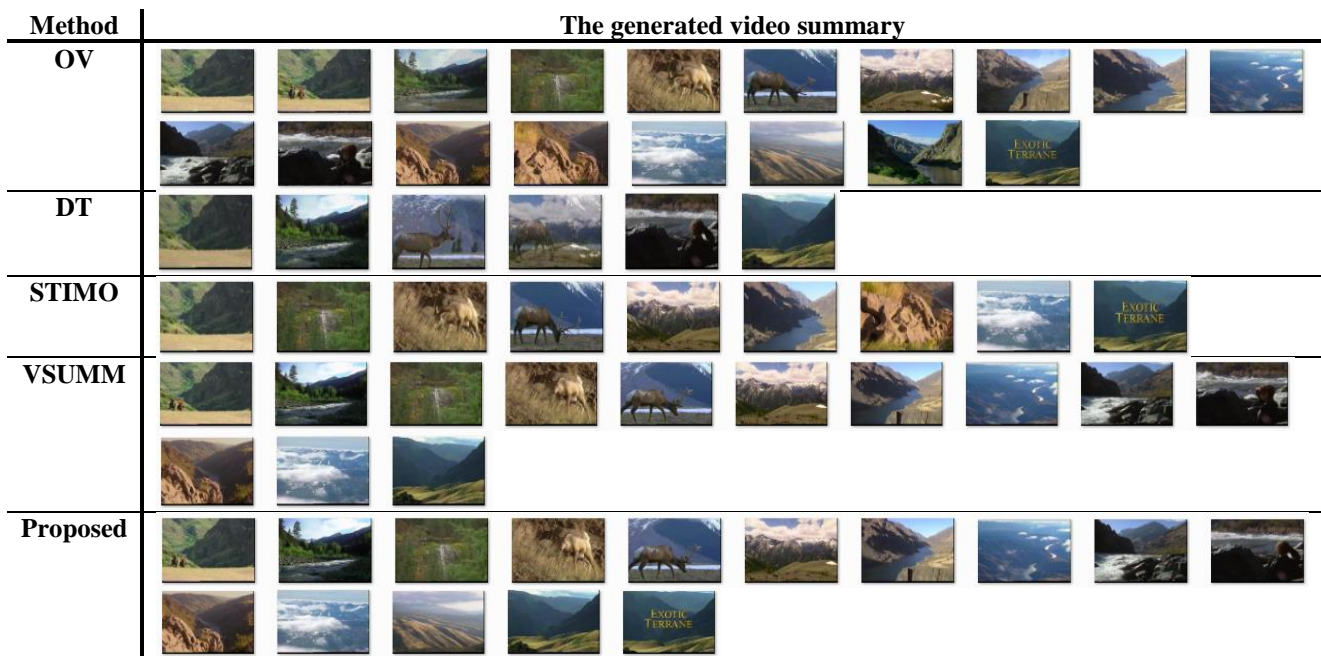 Method The generated video summary
OV
EXOTIC
TERRANE
DT
STIMO
EXOTIC
TERRANE
VSUMM
Proposed
EXOTIC
TERRANE